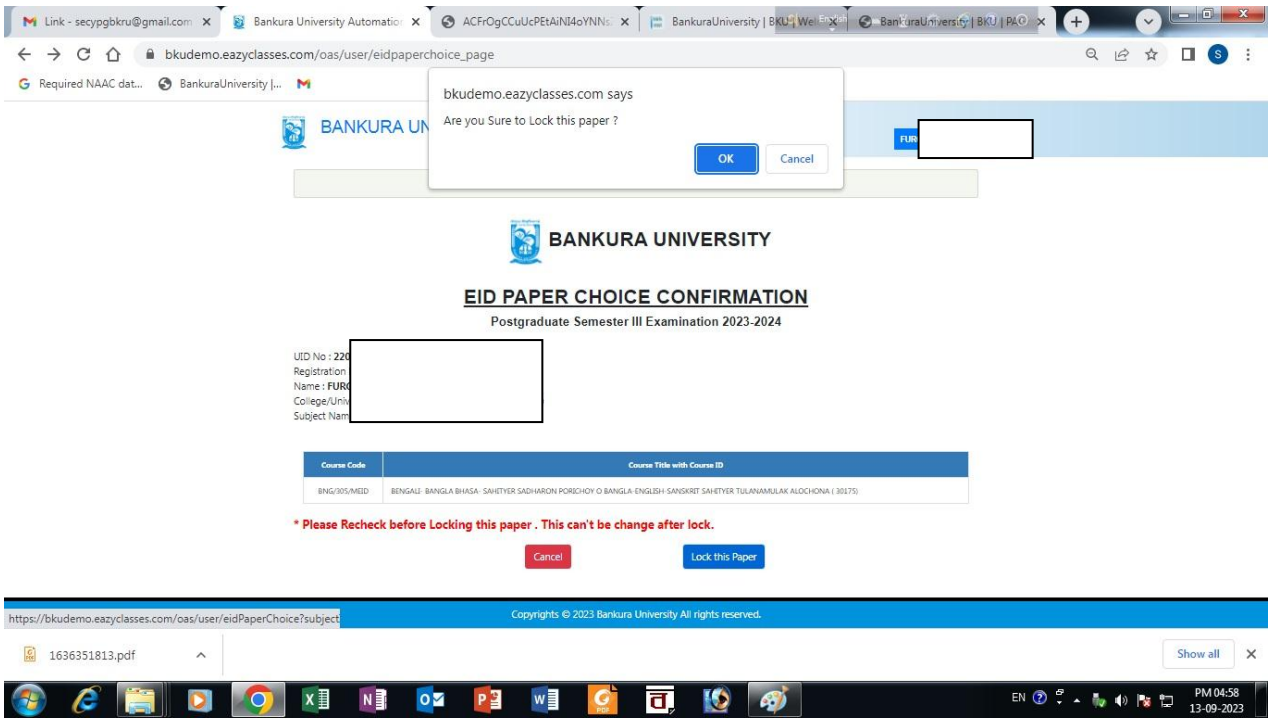 Link - secypgbkru@gmail.com
Bankura University Automatio
ACFrOgCCuUcPEtAiNI4oYNNs
BankuraUniversity | BKU | Wel
BankuraUniversity | BKU | PAG
bkudemo.eazyclasses.com/oas/user/eidpaperchoice_page
Required NAAC dat...
BankuraUniversity |...
bkudemo.eazyclasses.com says
Are you Sure to Lock this paper ?
OK
Cancel
BANKURA UN
FUR
BANKURA UNIVERSITY
EID PAPER CHOICE CONFIRMATION
Postgraduate Semester III Examination 2023-2024
UID No : 220
Registration
Name : FURC
College/Univ
Subject Nam
Course Code Course Title with Course ID
BNG/305/MEID BENGALI- BANGLA BHASA- SAHITYER SADHARON PORICHOY O BANGLA-ENGLISH-SANSKRIT SAHITYER TULANAMULAK ALOCHONA ( 30175)
* Please Recheck before Locking this paper . This can't be change after lock.
Cancel
Lock this Paper
https://bkudemo.eazyclasses.com/oas/user/eidPaperChoice?subject
Copyrights © 2023 Bankura University All rights reserved.
1636351813.pdf
Show all
EN
PM 04:58
13-09-2023